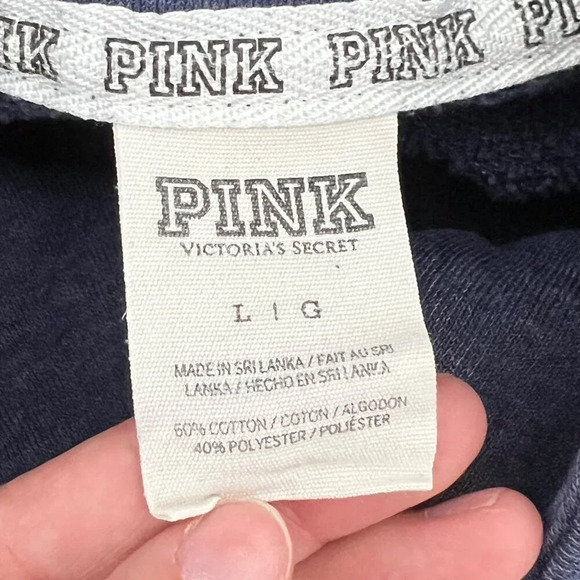 PINK PINK
PINK
VICTORIA'S SECRET
L | G
MADE IN SRI LANKA / FAIT AU SRI
LANKA / HECHO EN SRI LANKA
60% COTTON / COTON / ALGODON
40% POLYESTER / POLIÉSTER